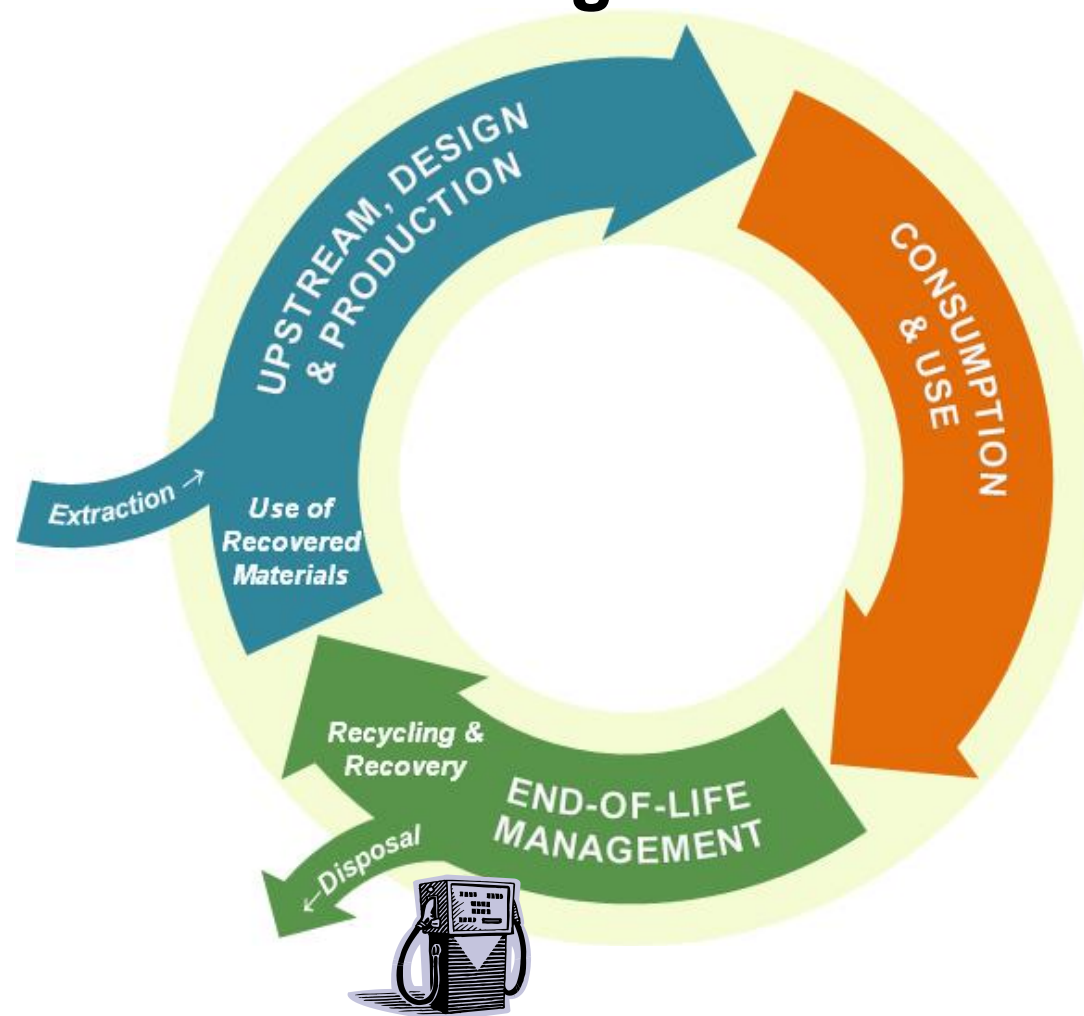 UPSTREAM, DESIGN
& PRODUCTION
CONSUMPTION
& USE
Extraction →
Use of
Recovered
Materials
Recycling &
Recovery
END-OF-LIFE
MANAGEMENT
←Disposal